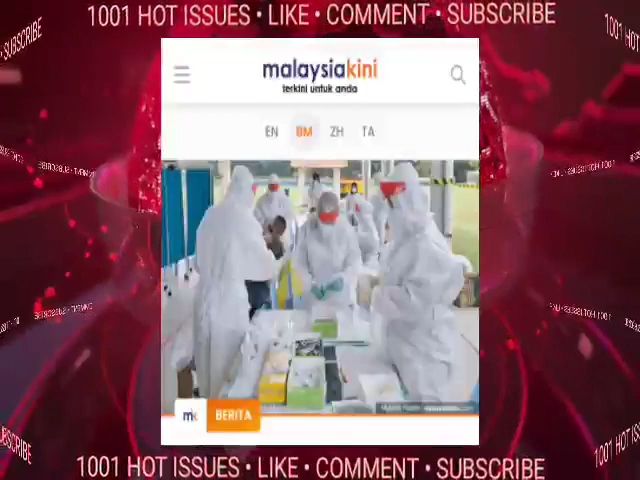 1001 HOT ISSUES • LIKE • COMMENT • SUBSCRIBE
malaysiakini
terkini untuk anda
EN BM ZH TA
mk BERITA
1001 HOT ISSUES • LIKE • COMMENT • SUBSCRIBE